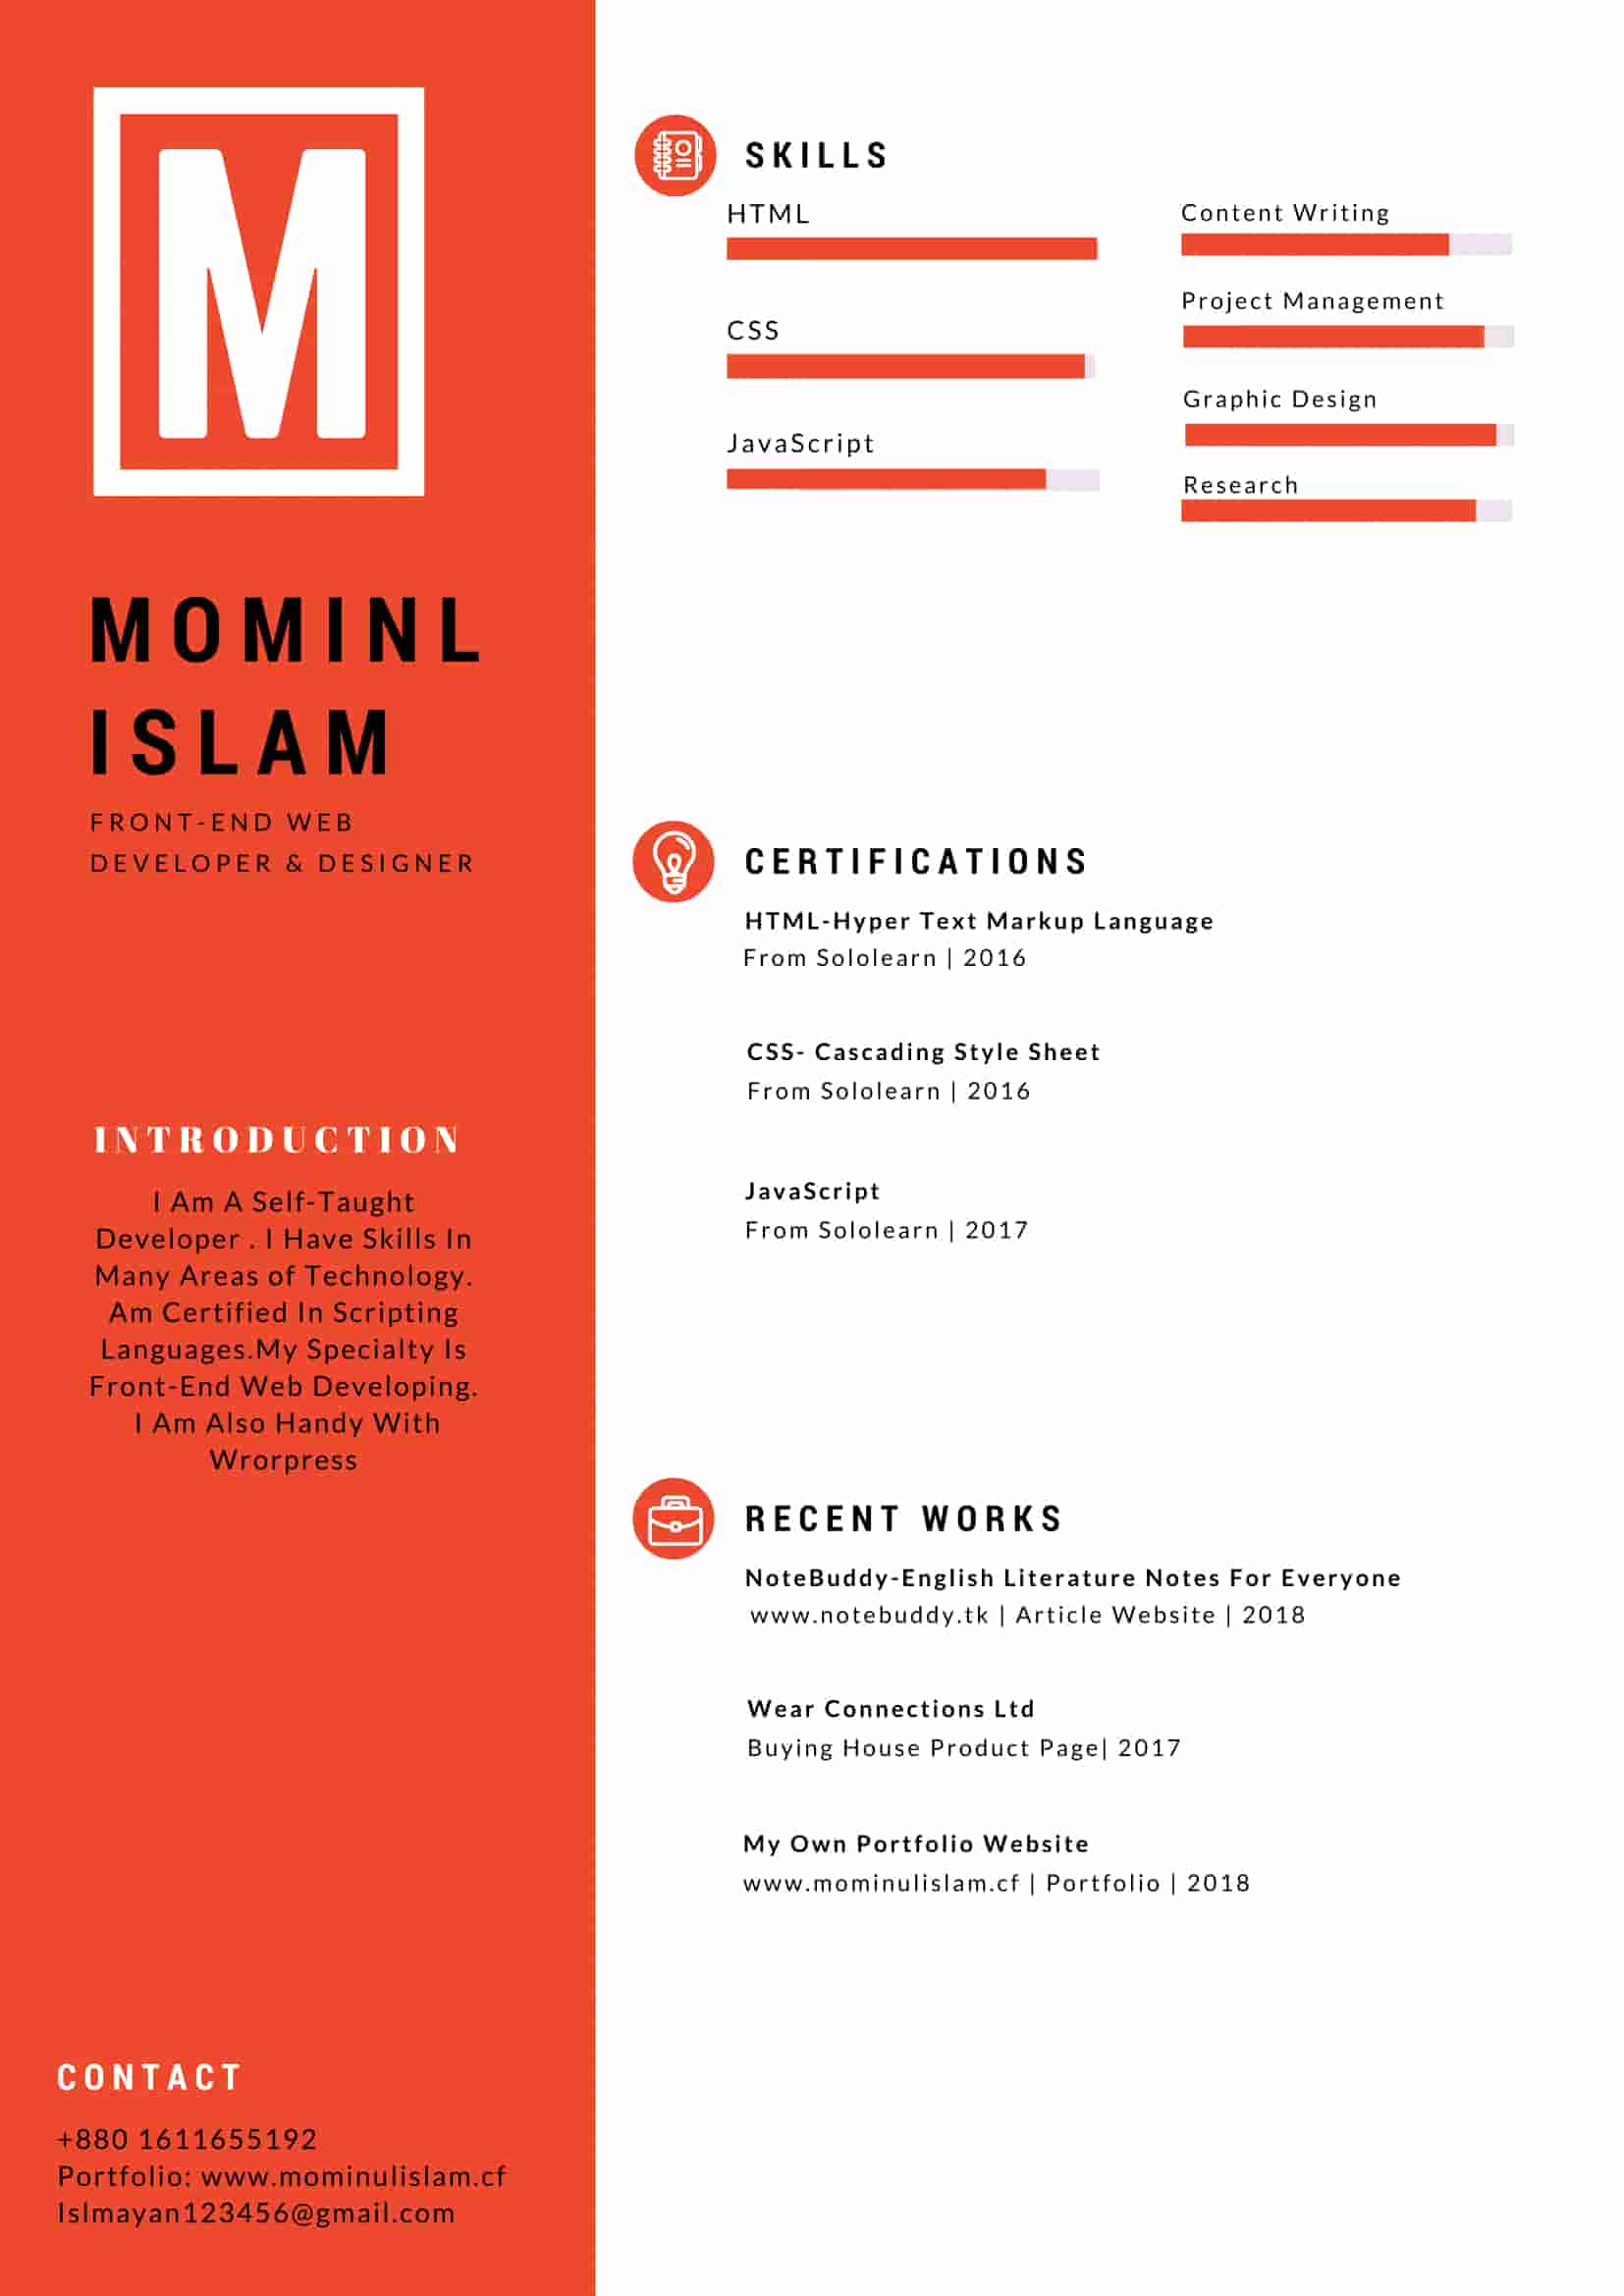 M
MOMINL
ISLAM
FRONT-END WEB
DEVELOPER & DESIGNER
INTRODUCTION
I Am A Self-Taught
Developer . I Have Skills In
Many Areas of Technology.
Am Certified In Scripting
Languages.My Specialty Is
Front-End Web Developing.
I Am Also Handy With
Wrorpress
CONTACT
+880 1611655192
Portfolio: www.mominulislam.cf
Islmayan123456@gmail.com
SKILLS
HTML
CSS
JavaScript
Content Writing
Project Management
Graphic Design
Research
CERTIFICATIONS
HTML-Hyper Text Markup Language
From Sololearn | 2016
CSS- Cascading Style Sheet
From Sololearn | 2016
JavaScript
From Sololearn | 2017
RECENT WORKS
NoteBuddy-English Literature Notes For Everyone
www.notebuddy.tk | Article Website | 2018
Wear Connections Ltd
Buying House Product Page| 2017
My Own Portfolio Website
www.mominulislam.cf | Portfolio | 2018